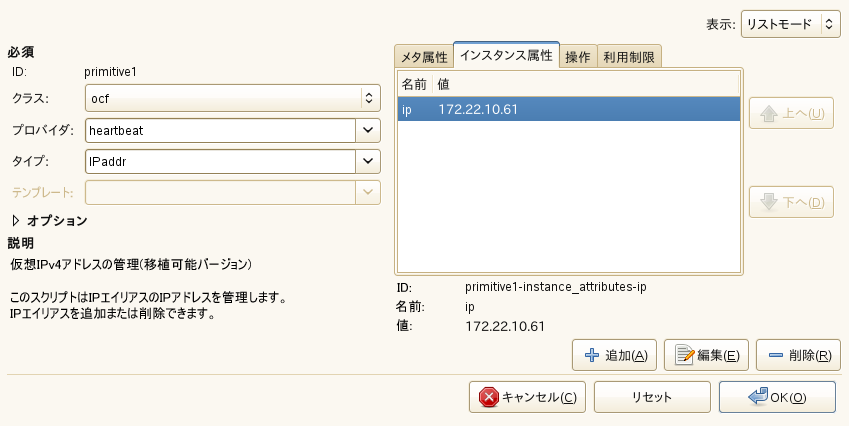 表示: リストモード
必須
ID: primitive1
クラス: ocf
プロバイダ: heartbeat
タイプ: IPaddr
テンプレート:
オプション
説明
仮想IPv4アドレスの管理(移植可能バージョン)
このスクリプトはIPエイリアスのIPアドレスを管理します。
IPエイリアスを追加または削除できます。
メタ属性 インスタンス属性 操作 利用制限
名前 値
ip 172.22.10.61
上へ(U)
下へ(D)
ID: primitive1-instance_attributes-ip
名前: ip
値: 172.22.10.61
追加(A) 編集(E) 削除(R)
キャンセル(C) リセット OK(O)